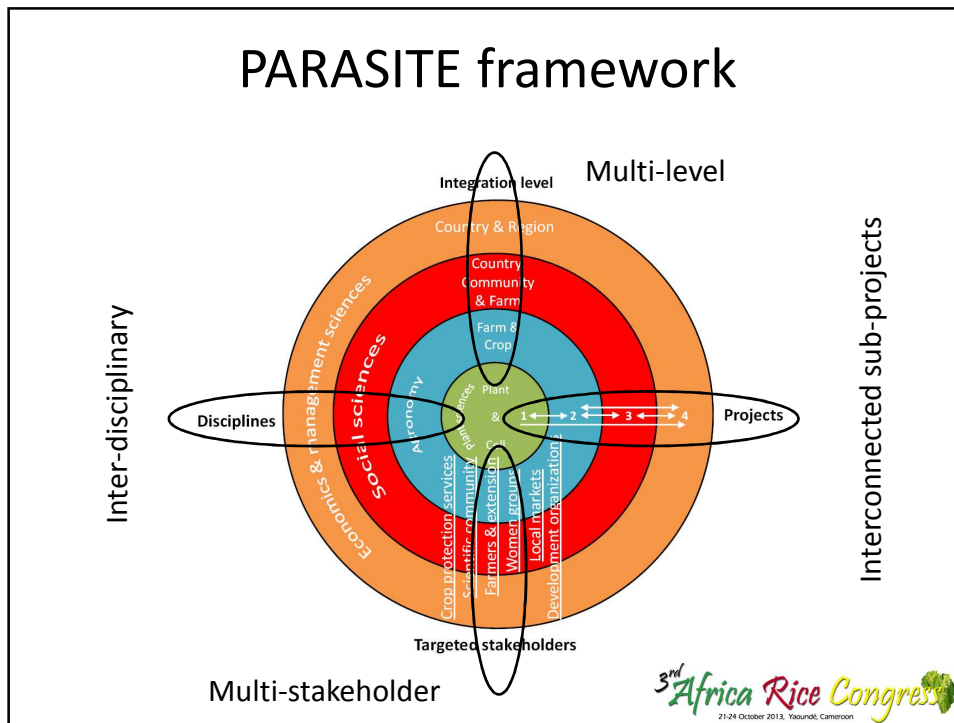 PARASITE framework
Integration level
Multi-level
Country & Region
Country
Community
& Farm
Farm &
Crop
Plant
&
Cell
Inter-disciplinary
Disciplines
Economics & management sciences
Social sciences
Agronomy
Plant sciences
1
2
3
4
Projects
Interconnected sub-projects
Crop protection services
Scientific community
Farmers & extension
Women groups
Local markets
Development organizations
Targeted stakeholders
Multi-stakeholder
3rd Africa Rice Congress
21-24 October 2013, Yaoundé, Cameroon